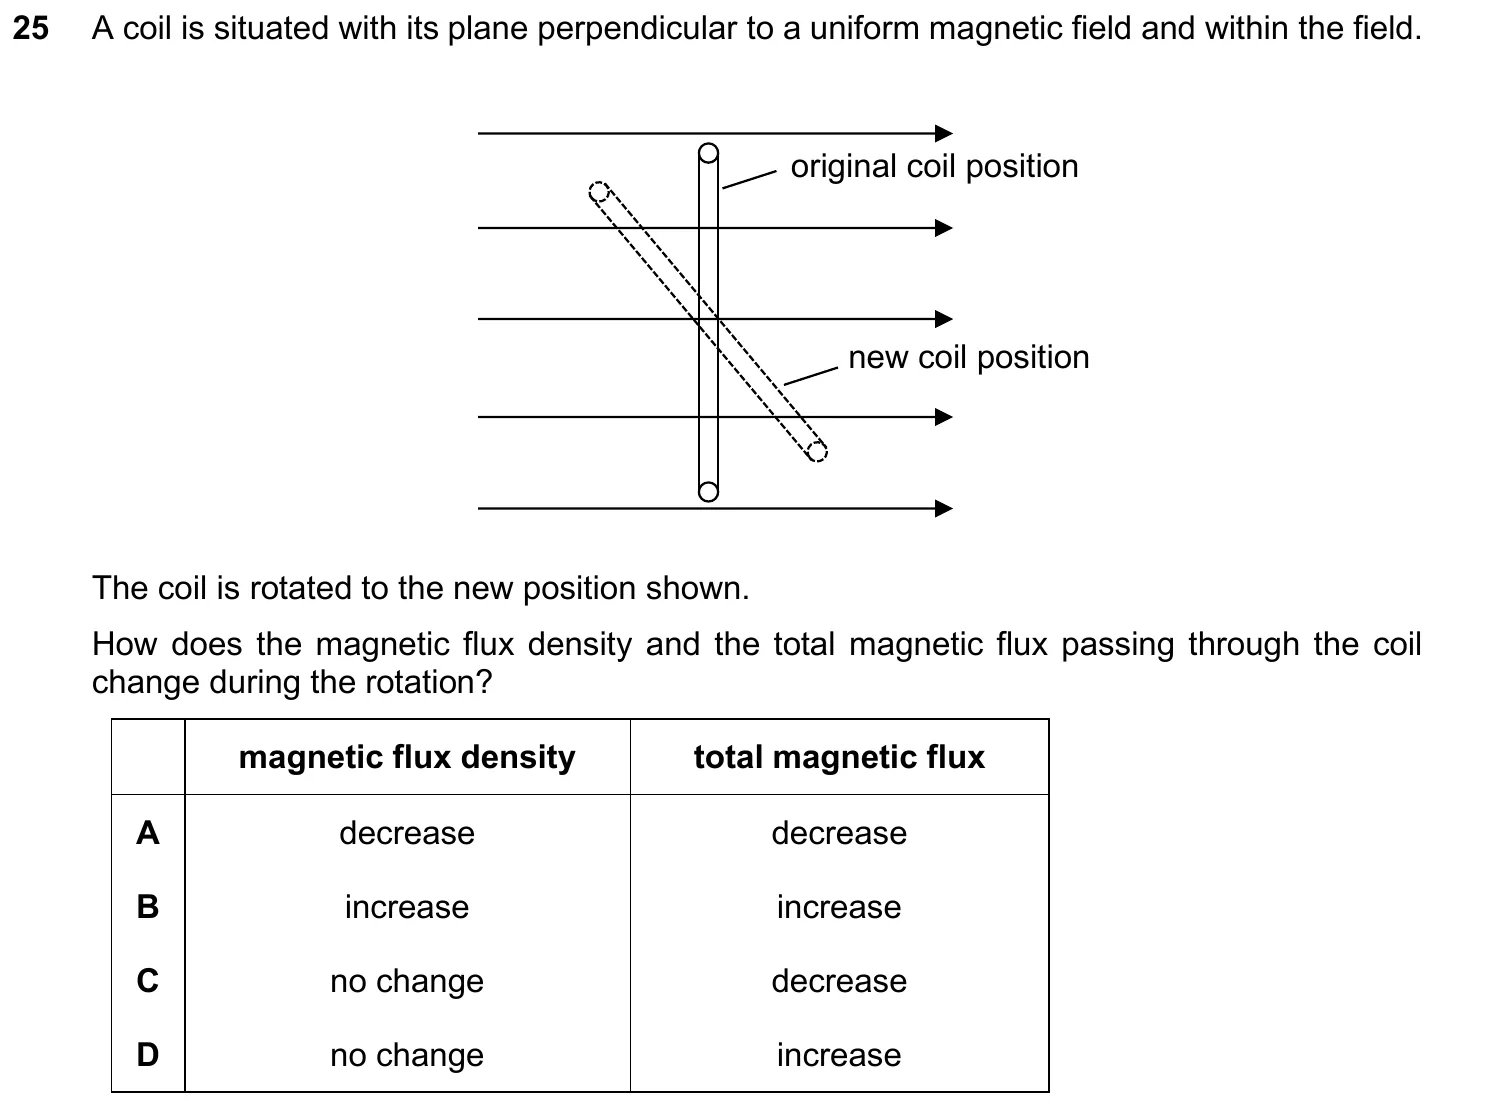 25 A coil is situated with its plane perpendicular to a uniform magnetic field and within the field.
original coil position
new coil position
The coil is rotated to the new position shown.
How does the magnetic flux density and the total magnetic flux passing through the coil
change during the rotation?
magnetic flux density total magnetic flux
A decrease decrease
B increase increase
C no change decrease
D no change increase